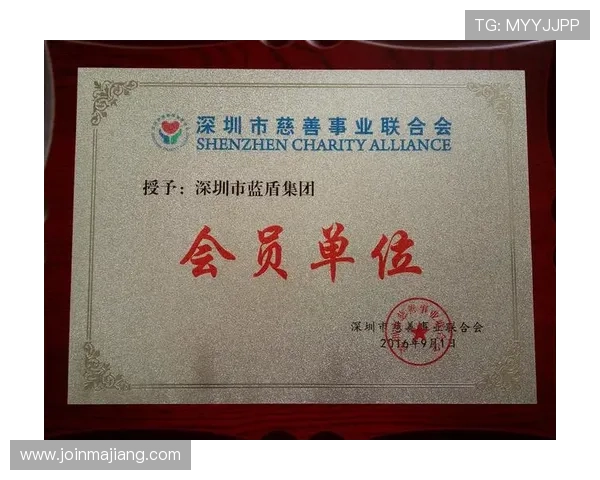 TG: MYYJJPP
深圳市慈善事业联合会
SHENZHEN CHARITY ALLIANCE
授予：深圳市蓝盾集团
会员单位
深圳市慈善事业联合会
2016年9月1日
www.joinmajiang.com